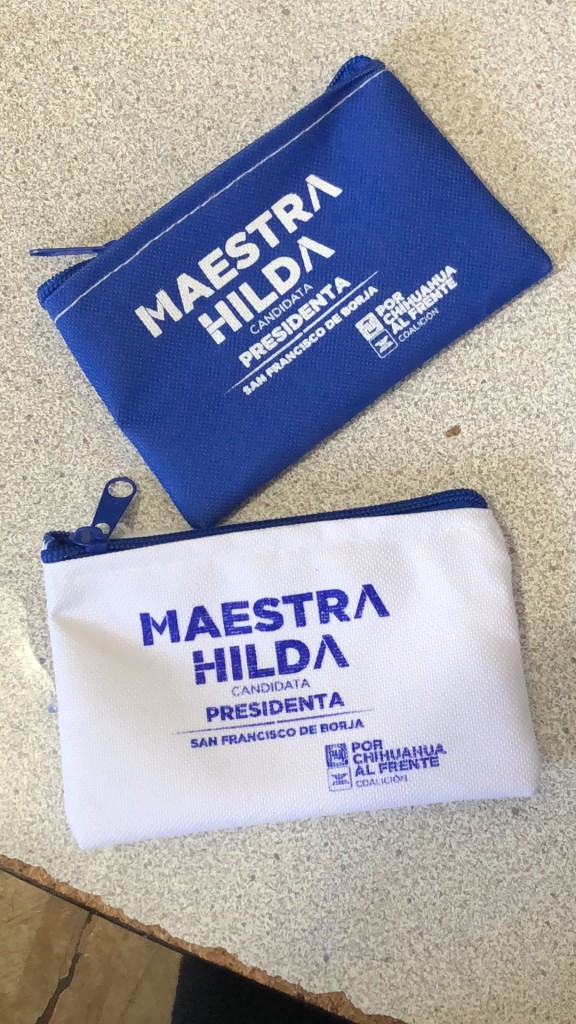 MAESTRA
HILDA
CANDIDATA
PRESIDENTA
SAN FRANCISCO DE BORJA
POR
CHIHUAHUA
AL FRENTE
COALICIÓN
MAESTRA
HILDA
CANDIDATA
PRESIDENTA
SAN FRANCISCO DE BORJA
POR
CHIHUAHUA
AL FRENTE
COALICIÓN